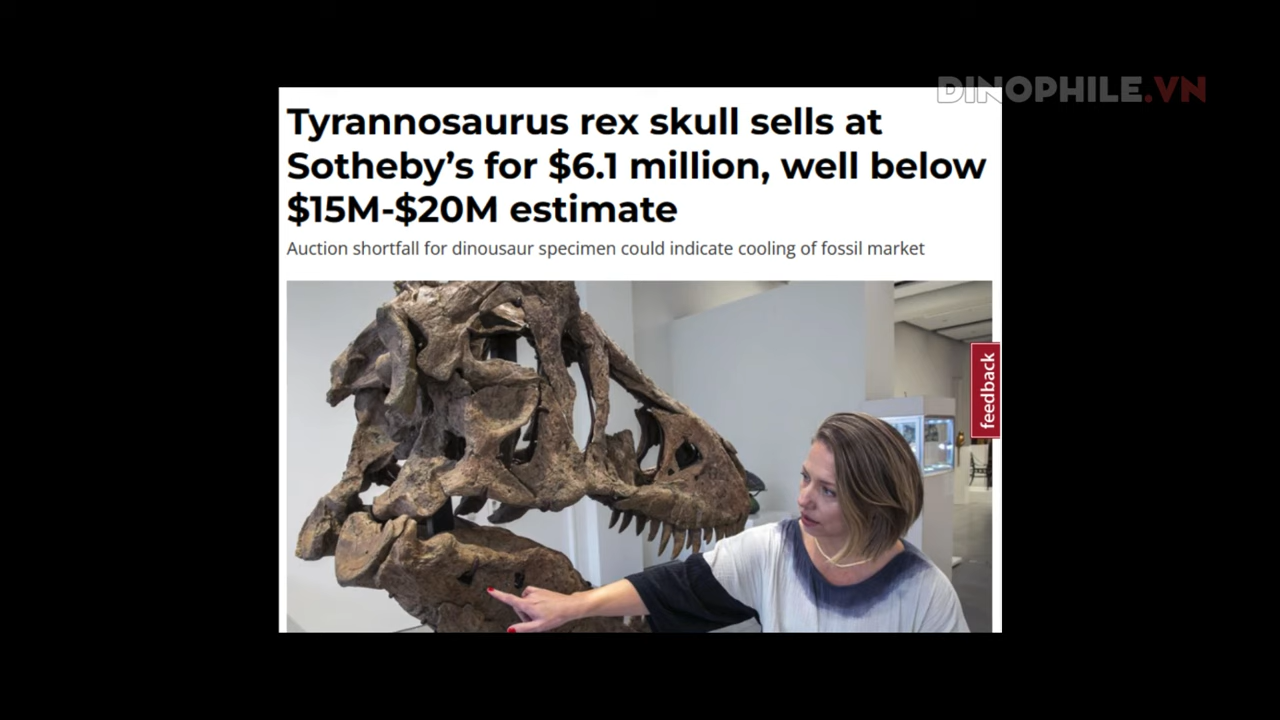 DINOPHILE.VN
Tyrannosaurus rex skull sells at
Sotheby's for $6.1 million, well below
$15M-$20M estimate
Auction shortfall for dinousaur specimen could indicate cooling of fossil market
feedback